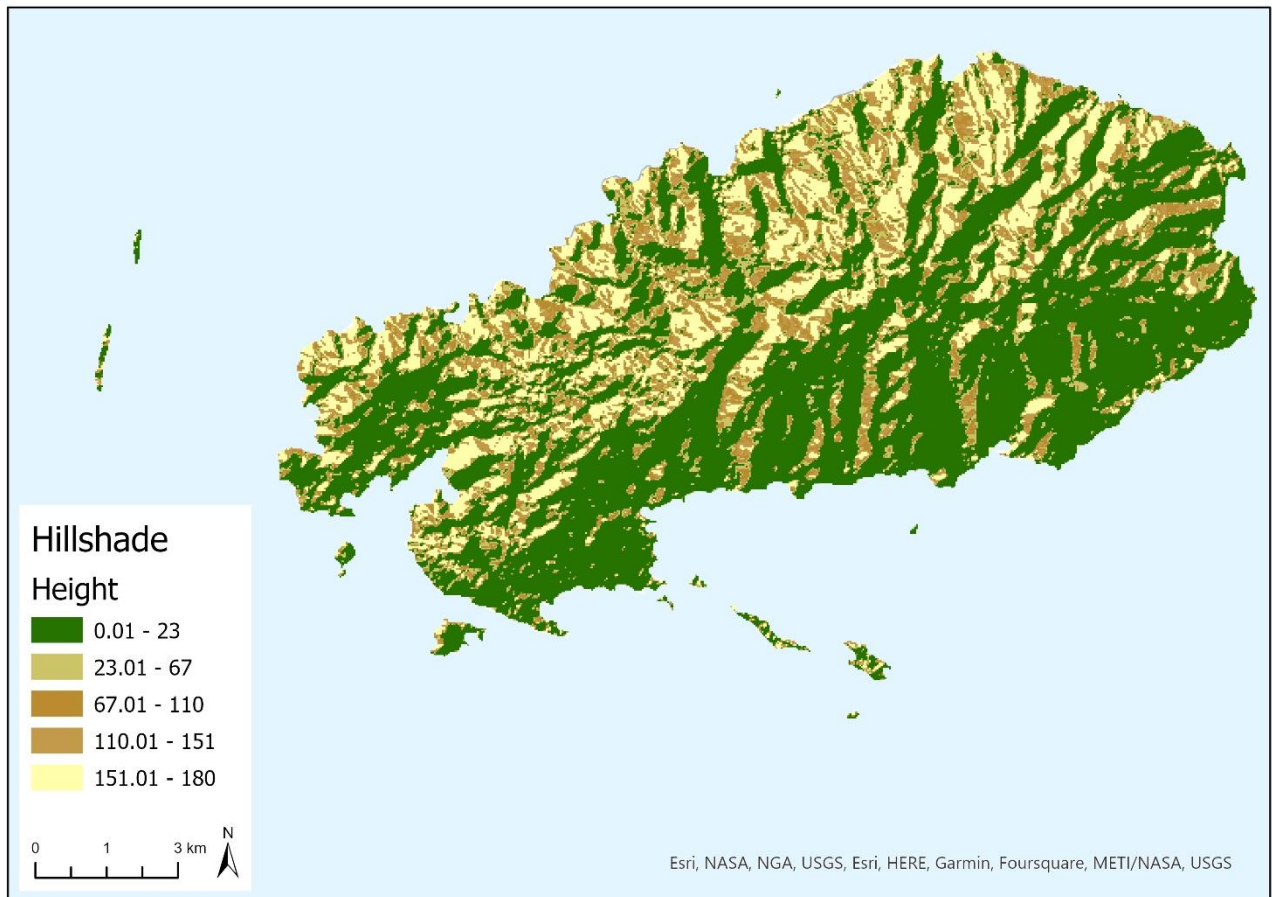 Hillshade
Height
0.01 - 23
23.01 - 67
67.01 - 110
110.01 - 151
151.01 - 180
N
0 1 3 km
Esri, NASA, NGA, USGS, Esri, HERE, Garmin, Foursquare, METI/NASA, USGS